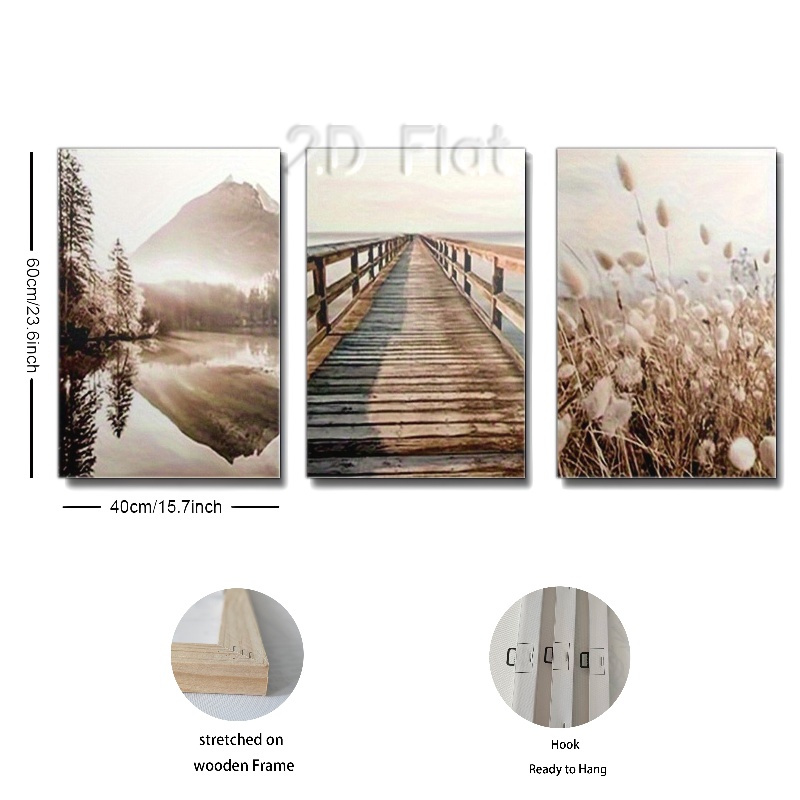 2D Flat
60cm/23.6inch
40cm/15.7inch
stretched on
wooden Frame
Hook
Ready to Hang